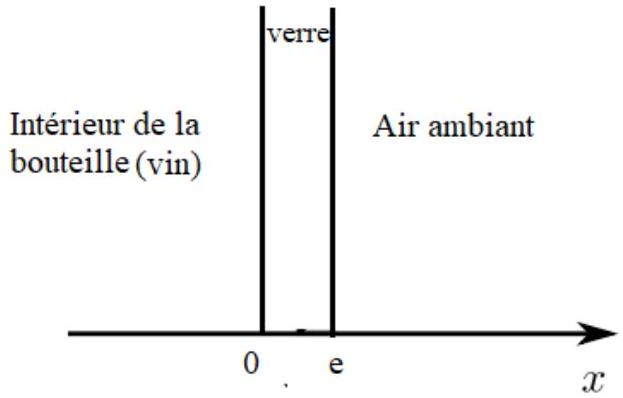 verre
Intérieur de la
bouteille (vin)
Air ambiant
0
e
x